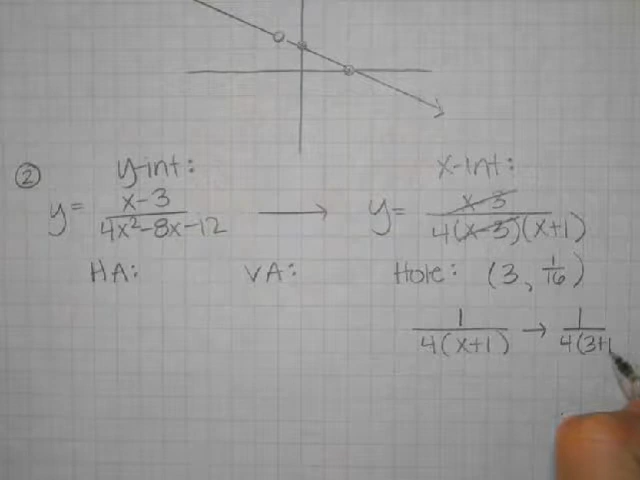 ② y-int: x-int:
y = x-3 / 4x²-8x-12 → y = x-3 / 4(x-3)(x+1)
HA: VA: Hole: (3, 1/16)
1 / 4(x+1) → 1 / 4(3+1